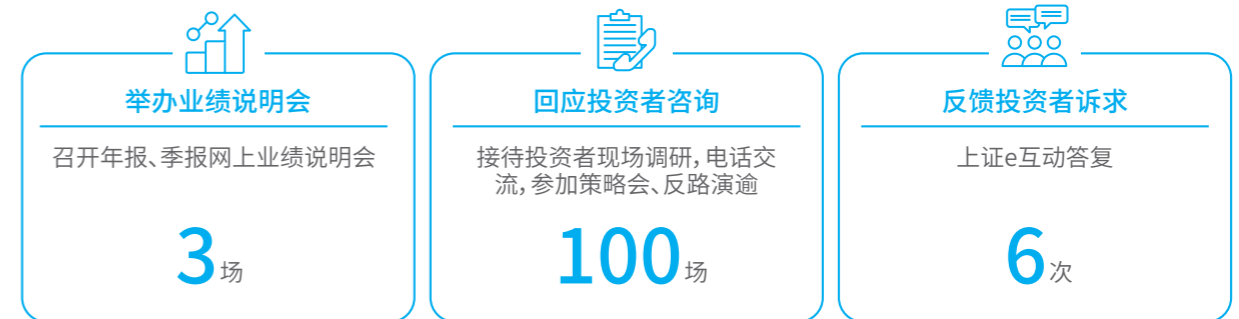 举办业绩说明会
召开年报、季报网上业绩说明会
3场
回应投资者咨询
接待投资者现场调研，电话交
流，参加策略会、反路演逾
100场
反馈投资者诉求
上证e互动答复
6次